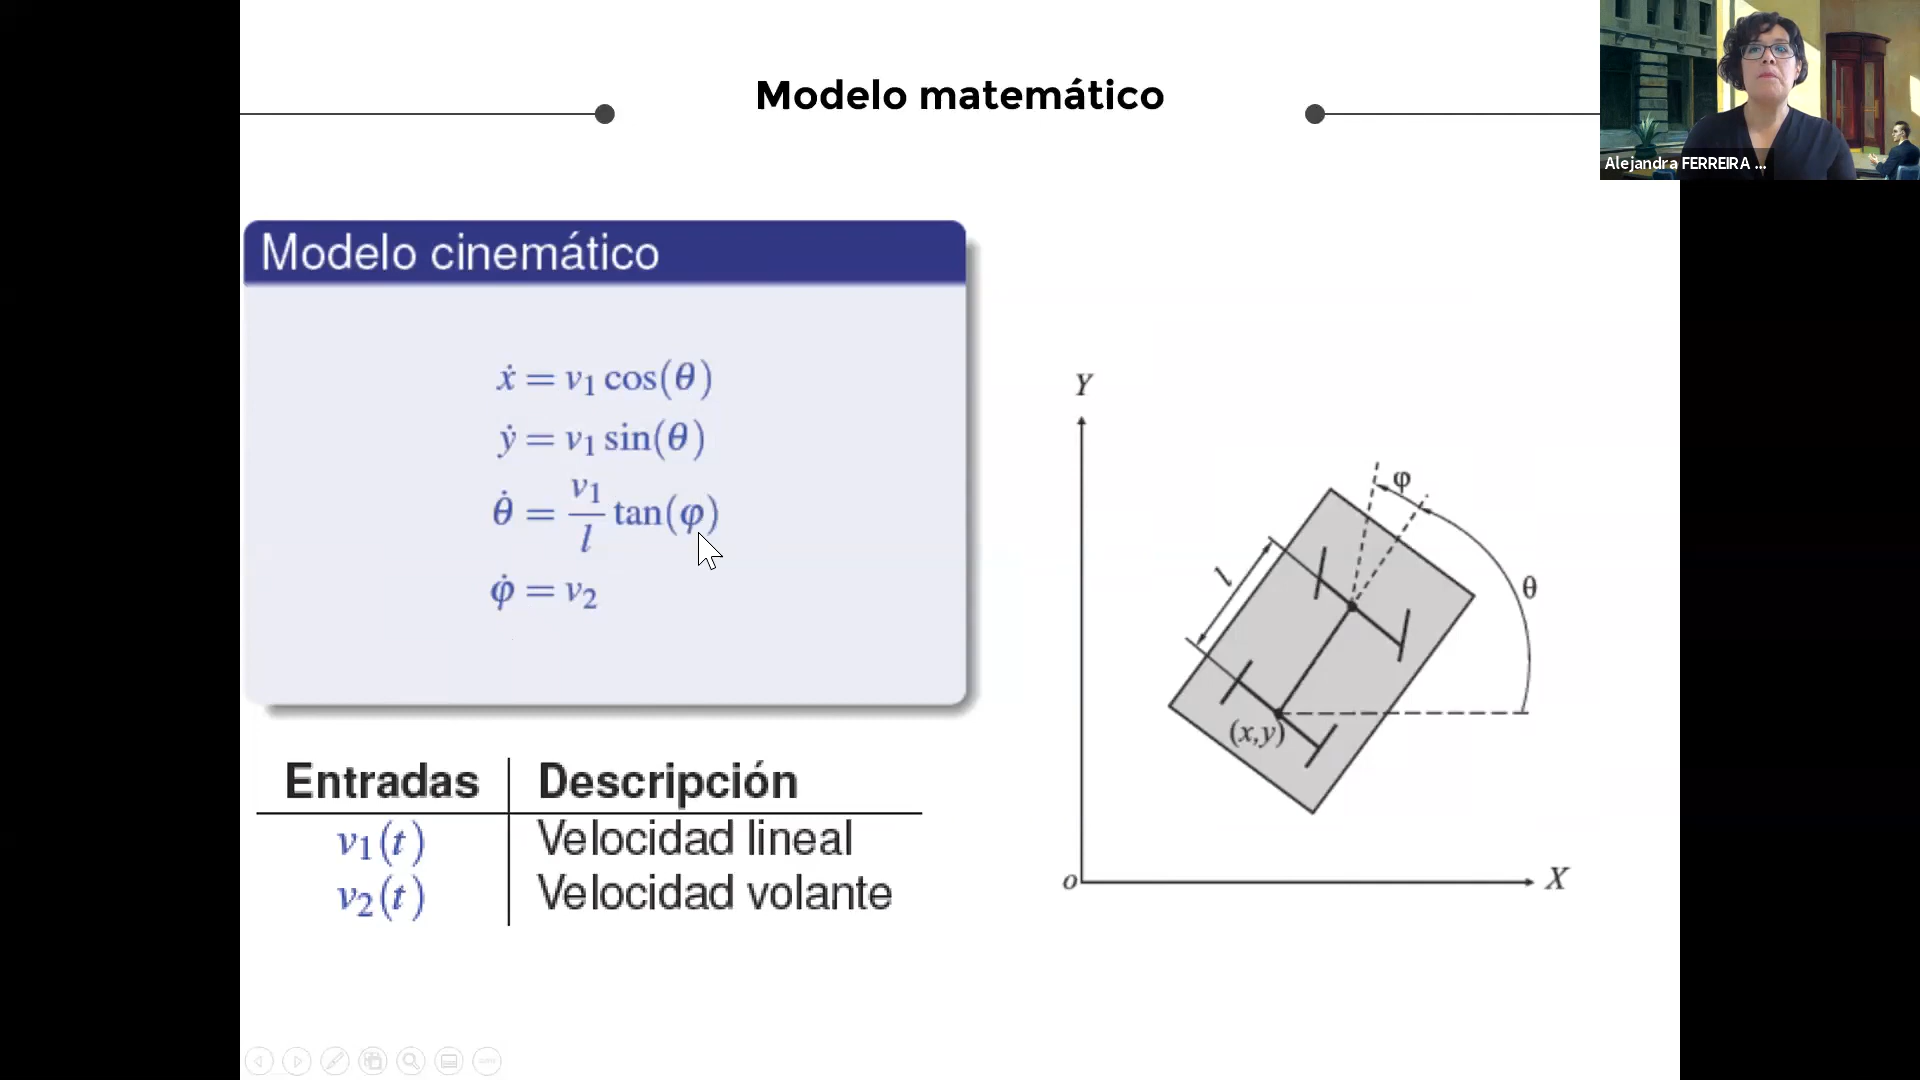 Modelo matemático
Alejandra FERREIRA ...
Modelo cinemático
ẋ = v₁ cos(θ)
ẏ = v₁ sin(θ)
θ̇ = v₁/l tan(φ)
φ̇ = v₂
Entradas Descripción
v₁(t) Velocidad lineal
v₂(t) Velocidad volante
Y
φ
l
θ
(x,y)
o
X